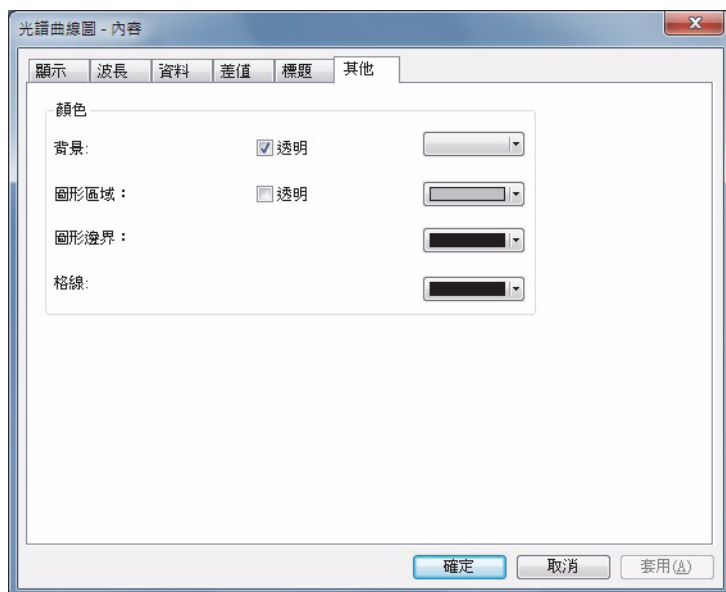 光譜曲線圖 - 內容
顯示 波長 資料 差值 標題 其他
顏色
背景: 透明
圖形區域： 透明
圖形邊界：
格線:
確定 取消 套用(A)